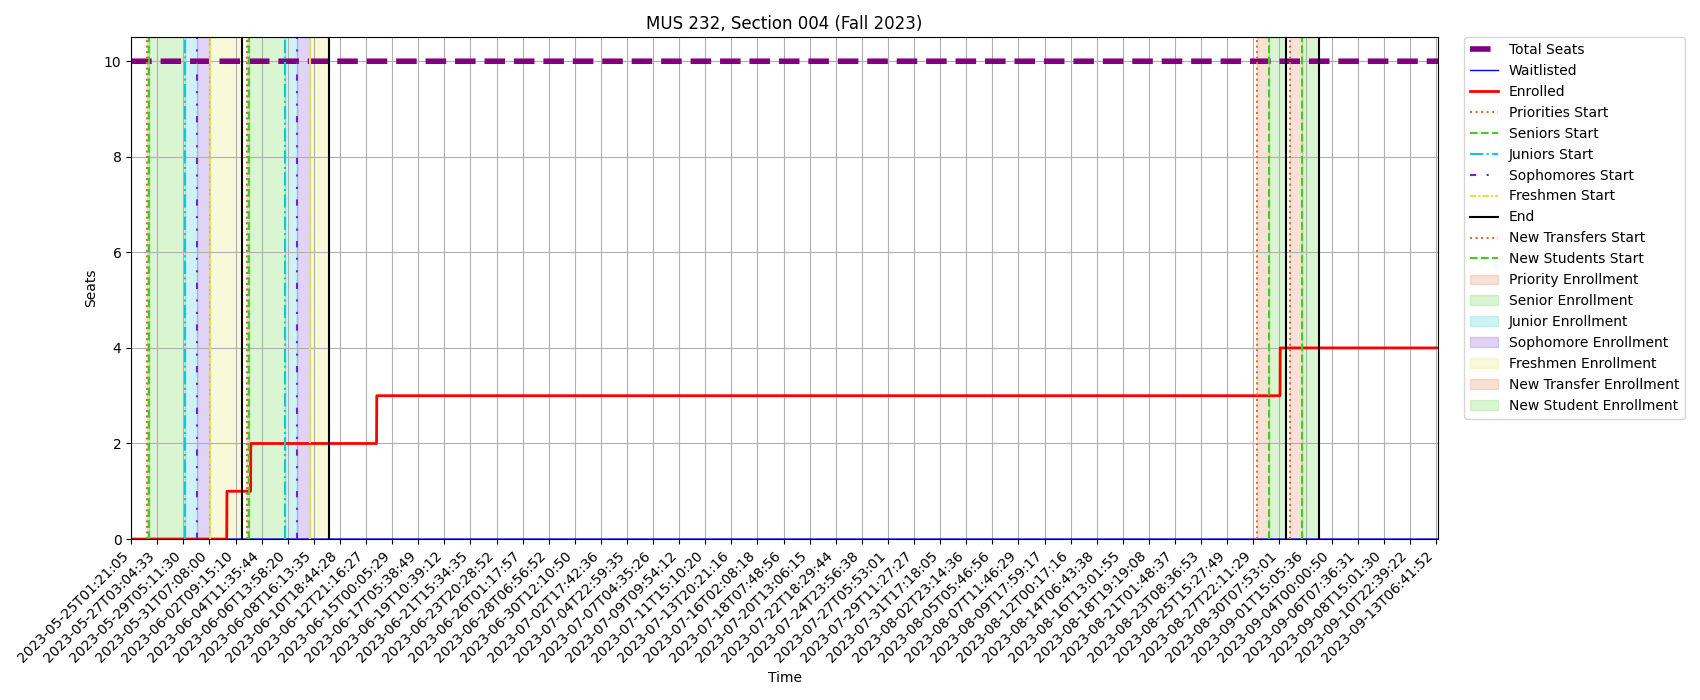 MUS 232, Section 004 (Fall 2023)
Seats
10
8
6
4
2
0
2023-05-25T01:21:05
2023-05-27T03:04:33
2023-05-29T05:11:30
2023-05-31T07:08:00
2023-06-02T09:15:10
2023-06-04T11:35:44
2023-06-06T13:58:20
2023-06-08T16:13:35
2023-06-10T18:44:28
2023-06-12T21:16:27
2023-06-15T00:05:29
2023-06-17T05:38:49
2023-06-19T10:39:12
2023-06-21T15:34:35
2023-06-23T20:28:52
2023-06-26T01:17:57
2023-06-28T06:56:52
2023-06-30T12:10:50
2023-07-02T17:42:36
2023-07-04T22:59:35
2023-07-07T04:35:26
2023-07-09T09:54:12
2023-07-11T15:10:20
2023-07-13T20:21:16
2023-07-16T02:08:18
2023-07-18T07:48:56
2023-07-20T13:06:15
2023-07-22T18:29:44
2023-07-24T23:56:38
2023-07-27T05:53:01
2023-07-29T11:27:27
2023-07-31T17:18:05
2023-08-02T23:14:36
2023-08-05T05:46:56
2023-08-07T11:46:29
2023-08-09T17:59:17
2023-08-12T00:17:16
2023-08-14T06:43:38
2023-08-16T13:01:55
2023-08-18T19:19:08
2023-08-21T01:48:37
2023-08-23T08:36:53
2023-08-25T15:27:49
2023-08-27T22:11:29
2023-08-30T07:53:01
2023-09-01T15:05:36
2023-09-04T00:00:50
2023-09-06T07:36:31
2023-09-08T15:01:30
2023-09-10T22:39:22
2023-09-13T06:41:52
Time
Total Seats
Waitlisted
Enrolled
Priorities Start
Seniors Start
Juniors Start
Sophomores Start
Freshmen Start
End
New Transfers Start
New Students Start
Priority Enrollment
Senior Enrollment
Junior Enrollment
Sophomore Enrollment
Freshmen Enrollment
New Transfer Enrollment
New Student Enrollment